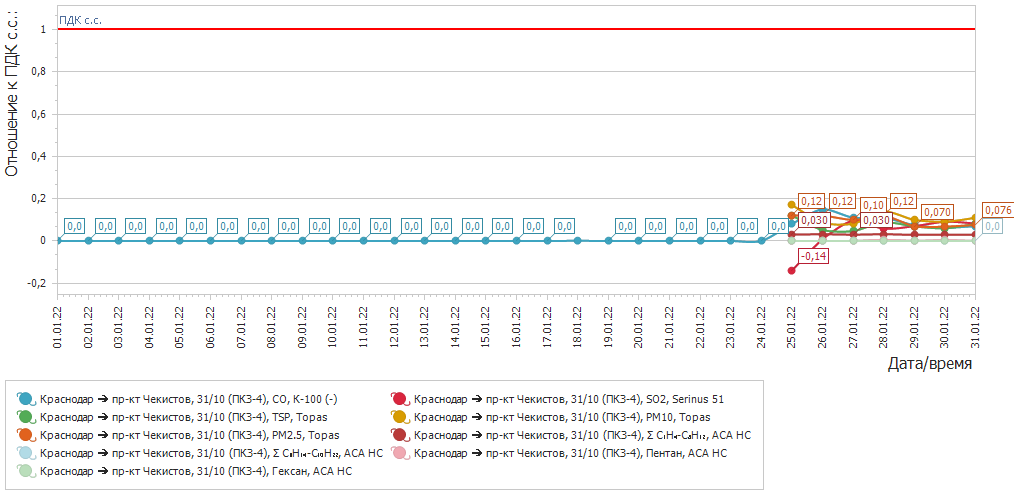 Отношение к ПДК с.с.:
ПДК с.с.
1
0,8
0,6
0,4
0,2
0
-0,2
0,0 0,0 0,0 0,0 0,0 0,0 0,0 0,0 0,0 0,0 0,0 0,0 0,0 0,0 0,0 0,0 0,0 0,0 0,0 0,0 0,0 0,0 0,0
0,12 0,12 0,10 0,12 0,070 0,076
0,030 0,030 0,0
-0,14
01.01.22 02.01.22 03.01.22 04.01.22 05.01.22 06.01.22 07.01.22 08.01.22 09.01.22 10.01.22 11.01.22 12.01.22 13.01.22 14.01.22 15.01.22 16.01.22 17.01.22 18.01.22 19.01.22 20.01.22 21.01.22 22.01.22 23.01.22 24.01.22 25.01.22 26.01.22 27.01.22 28.01.22 29.01.22 30.01.22 31.01.22
Дата/время
Краснодар ➔ пр-кт Чекистов, 31/10 (ПКЗ-4), CO, К-100 (-)
Краснодар ➔ пр-кт Чекистов, 31/10 (ПКЗ-4), SO2, Serinus 51
Краснодар ➔ пр-кт Чекистов, 31/10 (ПКЗ-4), TSP, Topas
Краснодар ➔ пр-кт Чекистов, 31/10 (ПКЗ-4), PM10, Topas
Краснодар ➔ пр-кт Чекистов, 31/10 (ПКЗ-4), PM2.5, Topas
Краснодар ➔ пр-кт Чекистов, 31/10 (ПКЗ-4), Σ ACA HC
Краснодар ➔ пр-кт Чекистов, 31/10 (ПКЗ-4), Σ ACA HC
Краснодар ➔ пр-кт Чекистов, 31/10 (ПКЗ-4), Пентан, ACA HC
Краснодар ➔ пр-кт Чекистов, 31/10 (ПКЗ-4), Гексан, ACA HC